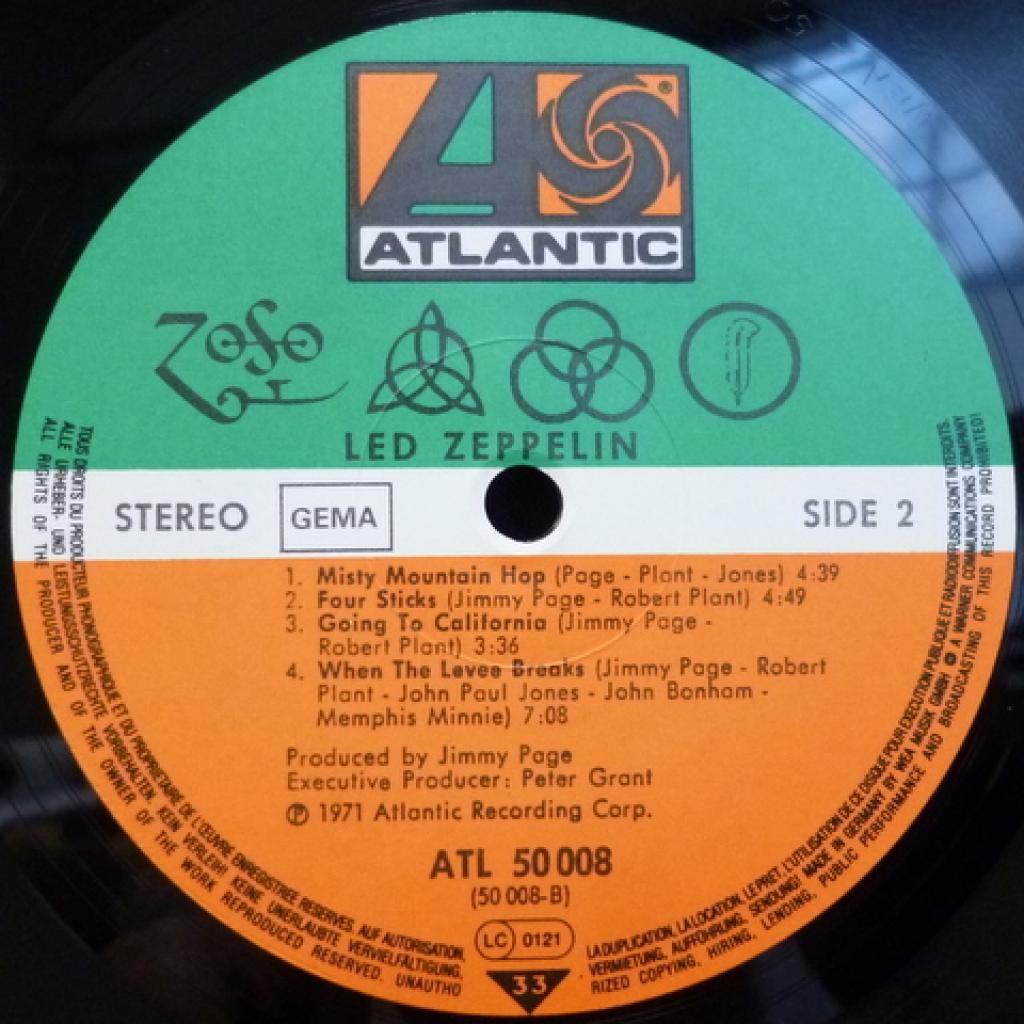 ATLANTIC
®
LED ZEPPELIN
STEREO
GEMA
SIDE 2
1. Misty Mountain Hop (Page - Plant - Jones) 4:39
2. Four Sticks (Jimmy Page - Robert Plant) 4:49
3. Going To California (Jimmy Page -
Robert Plant) 3:36
4. When The Levee Breaks (Jimmy Page - Robert
Plant - John Paul Jones - John Bonham -
Memphis Minnie) 7:08
Produced by Jimmy Page
Executive Producer: Peter Grant
℗ 1971 Atlantic Recording Corp.
ATL 50 008
(50 008-B)
LC 0121
33
TOUS DROITS DU PRODUCTEUR PHONOGRAPHIQUE ET DU PROPRIETAIRE DE L'ŒUVRE ENREGISTREE RESERVES. AUF AUTORISATION, LA DUPLICATION, LA LOCATION, LE PRET, L'UTILISATION DE CE DISQUE POUR EXECUTION PUBLIQUE ET RADIODIFFUSION SONT INTERDITS.
ALLE URHEBER- UND LEISTUNGSSCHUTZRECHTE VORBEHALTEN. KEIN VERLEIH! KEINE UNERLAUBTE VERVIELFÄLTIGUNG, VERMIETUNG, AUFFÜHRUNG, SENDUNG! MADE IN GERMANY BY WEA MUSIK GMBH A WARNER COMMUNICATIONS COMPANY
ALL RIGHTS OF THE PRODUCER AND OF THE OWNER OF THE WORK REPRODUCED RESERVED. UNAUTHORIZED COPYING, HIRING, LENDING, PUBLIC PERFORMANCE AND BROADCASTING OF THIS RECORD PROHIBITED!